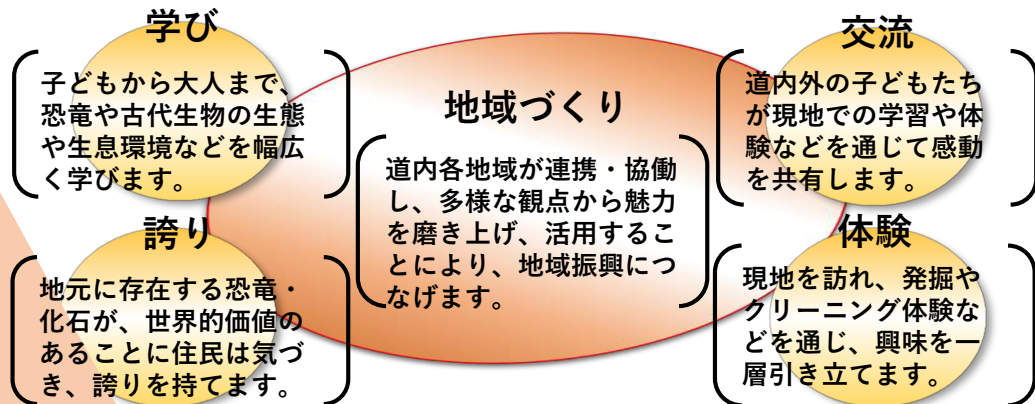 学び
子どもから大人まで、
恐竜や古代生物の生態
や生息環境などを幅広
く学びます。
誇り
地元に存在する恐竜・
化石が、世界的価値の
あることに住民は気づ
き、誇りを持てます。
地域づくり
道内各地域が連携・協働
し、多様な観点から魅力
を磨き上げ、活用するこ
とにより、地域振興につ
なげます。
交流
道内外の子どもたち
が現地での学習や体
験などを通じて感動
を共有します。
体験
現地を訪れ、発掘や
クリーニング体験な
どを通じ、興味を一
層引き立てます。